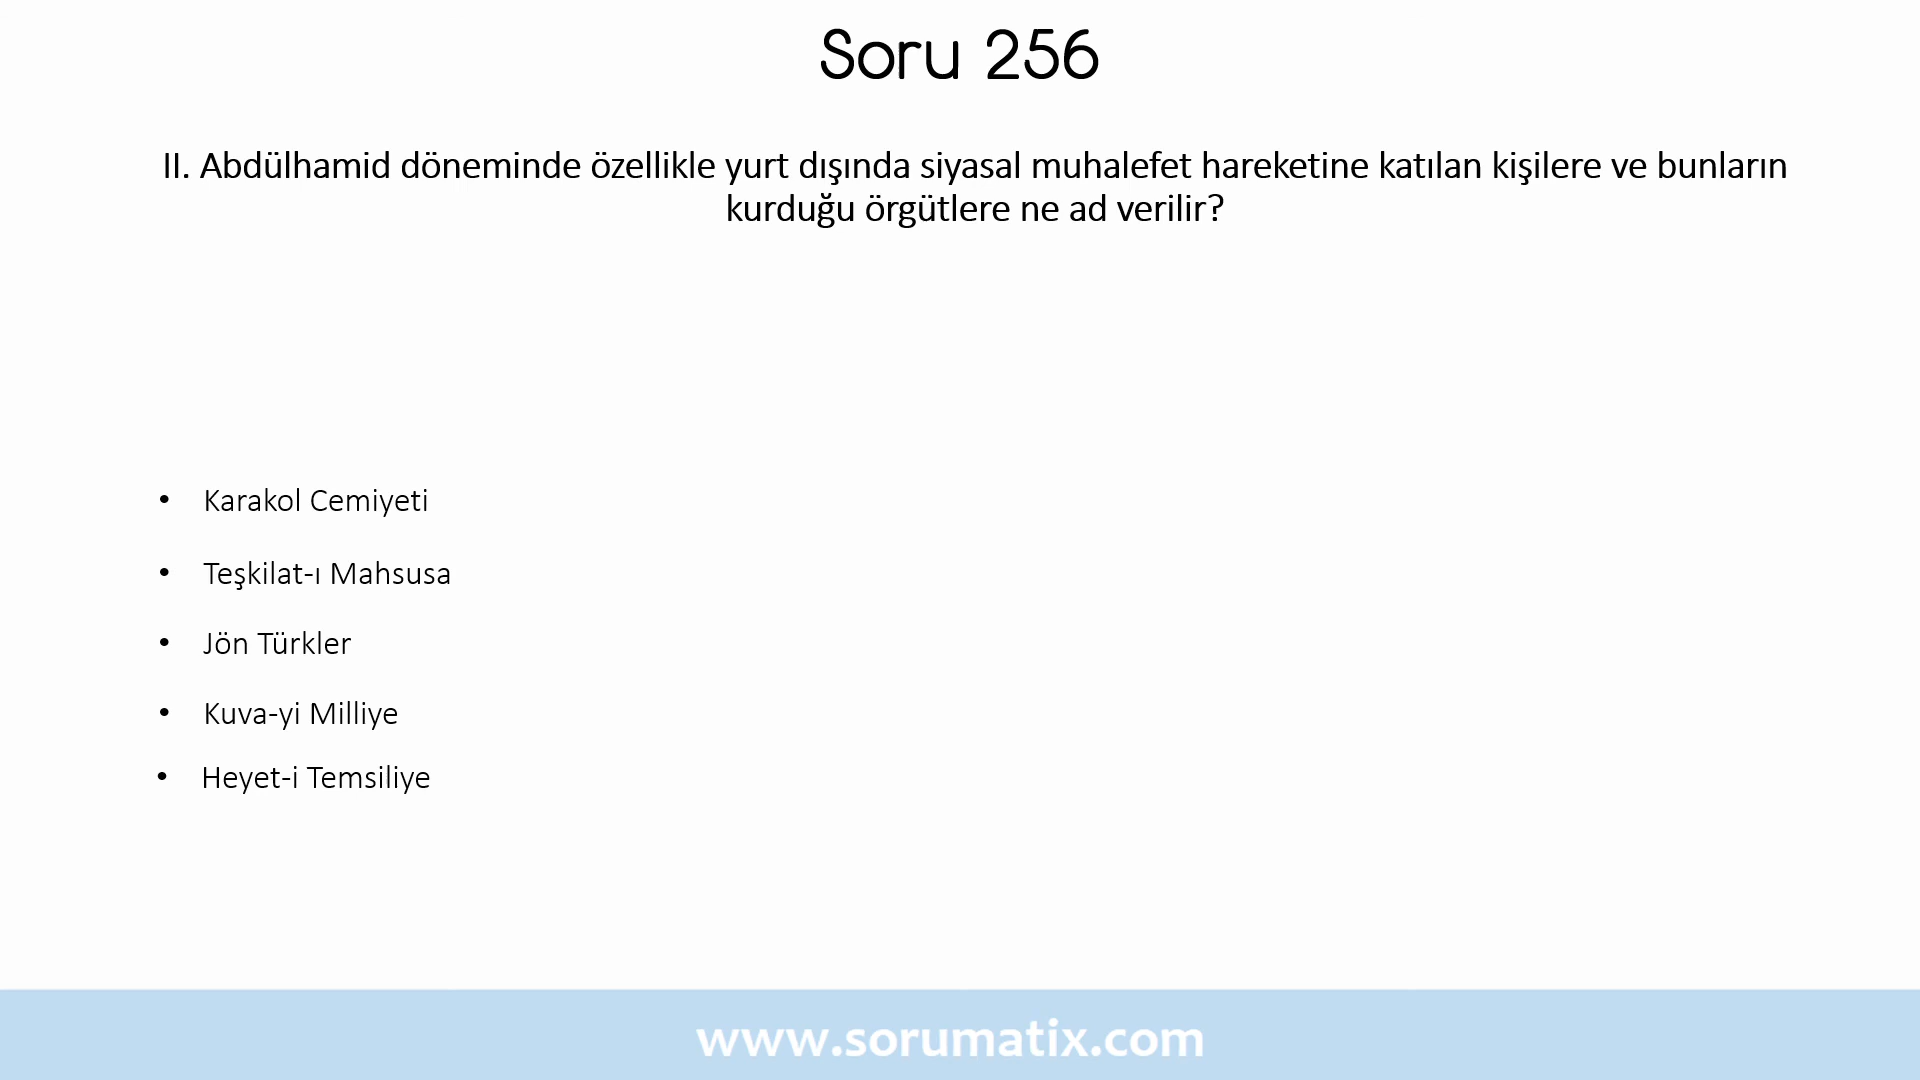 Soru 256
II. Abdülhamid döneminde özellikle yurt dışında siyasal muhalefet hareketine katılan kişilere ve bunların
kurduğu örgütlere ne ad verilir?
• Karakol Cemiyeti
• Teşkilat-ı Mahsusa
• Jön Türkler
• Kuva-yi Milliye
• Heyet-i Temsiliye
www.sorumatix.com